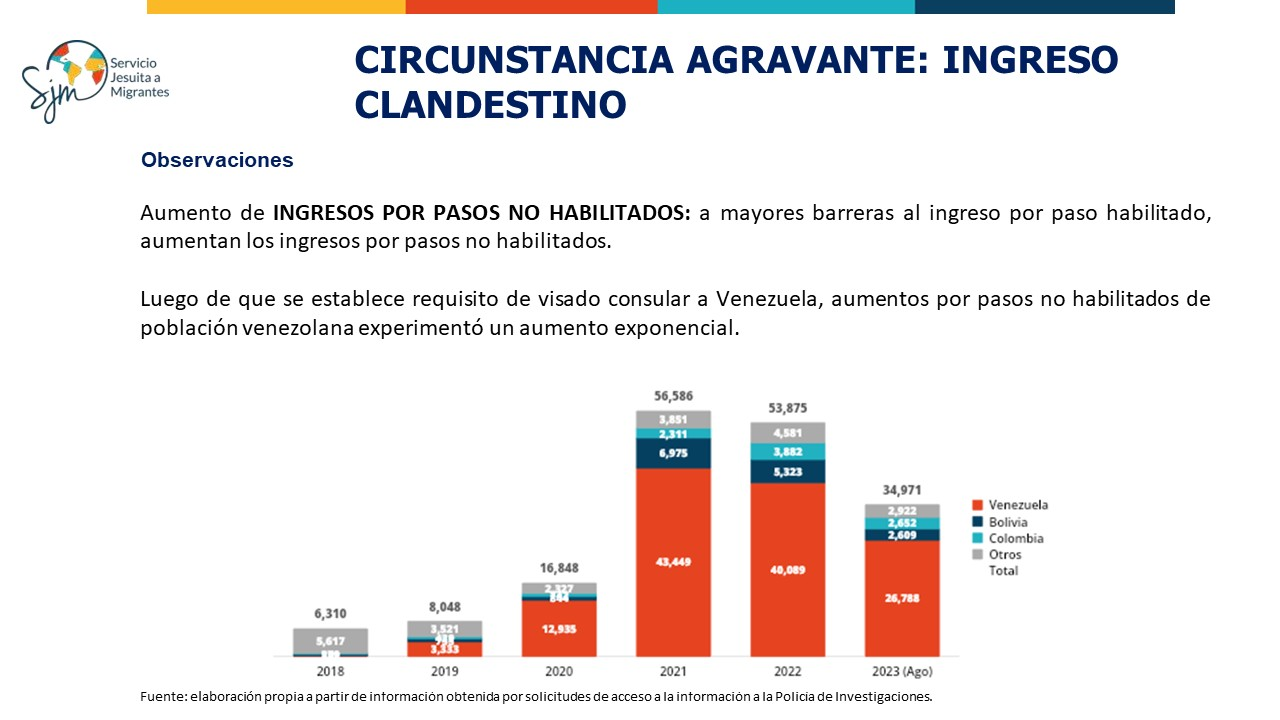 Servicio
Jesuita a
Migrantes
sjm
CIRCUNSTANCIA AGRAVANTE: INGRESO
CLANDESTINO
Observaciones
Aumento de INGRESOS POR PASOS NO HABILITADOS: a mayores barreras al ingreso por paso habilitado,
aumentan los ingresos por pasos no habilitados.
Luego de que se establece requisito de visado consular a Venezuela, aumentos por pasos no habilitados de
población venezolana experimentó un aumento exponencial.
56,586
3,851
2,311
6,975
43,449
53,875
4,581
3,882
5,323
40,089
34,971
2,922
2,652
2,609
26,788
16,848
2,327
12,935
8,048
3,521
3,333
6,310
5,617
Venezuela
Bolivia
Colombia
Otros
Total
2018
2019
2020
2021
2022
2023 (Ago)
Fuente: elaboración propia a partir de información obtenida por solicitudes de acceso a la información a la Policía de Investigaciones.